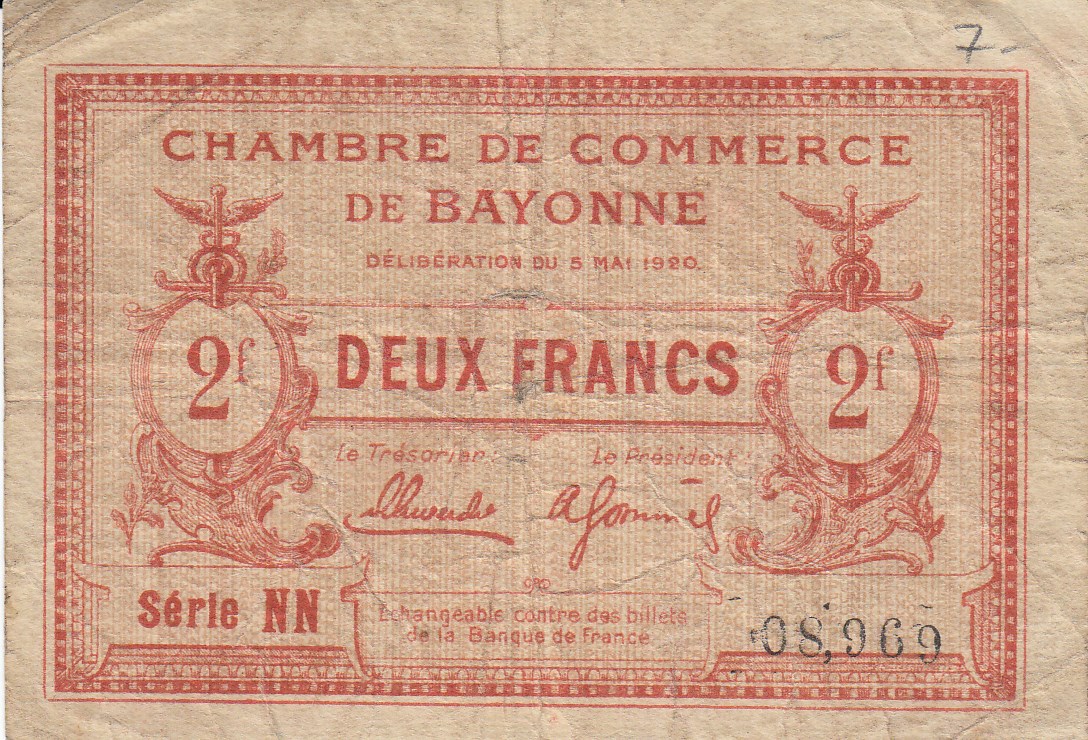 7-
CHAMBRE DE COMMERCE
DE BAYONNE
DÉLIBÉRATION DU 5 MAI 1920.
2f DEUX FRANCS 2f
Le Trésorier: Le Président:
Série NN
Echangeable contre des billets
de la Banque de France
08,969